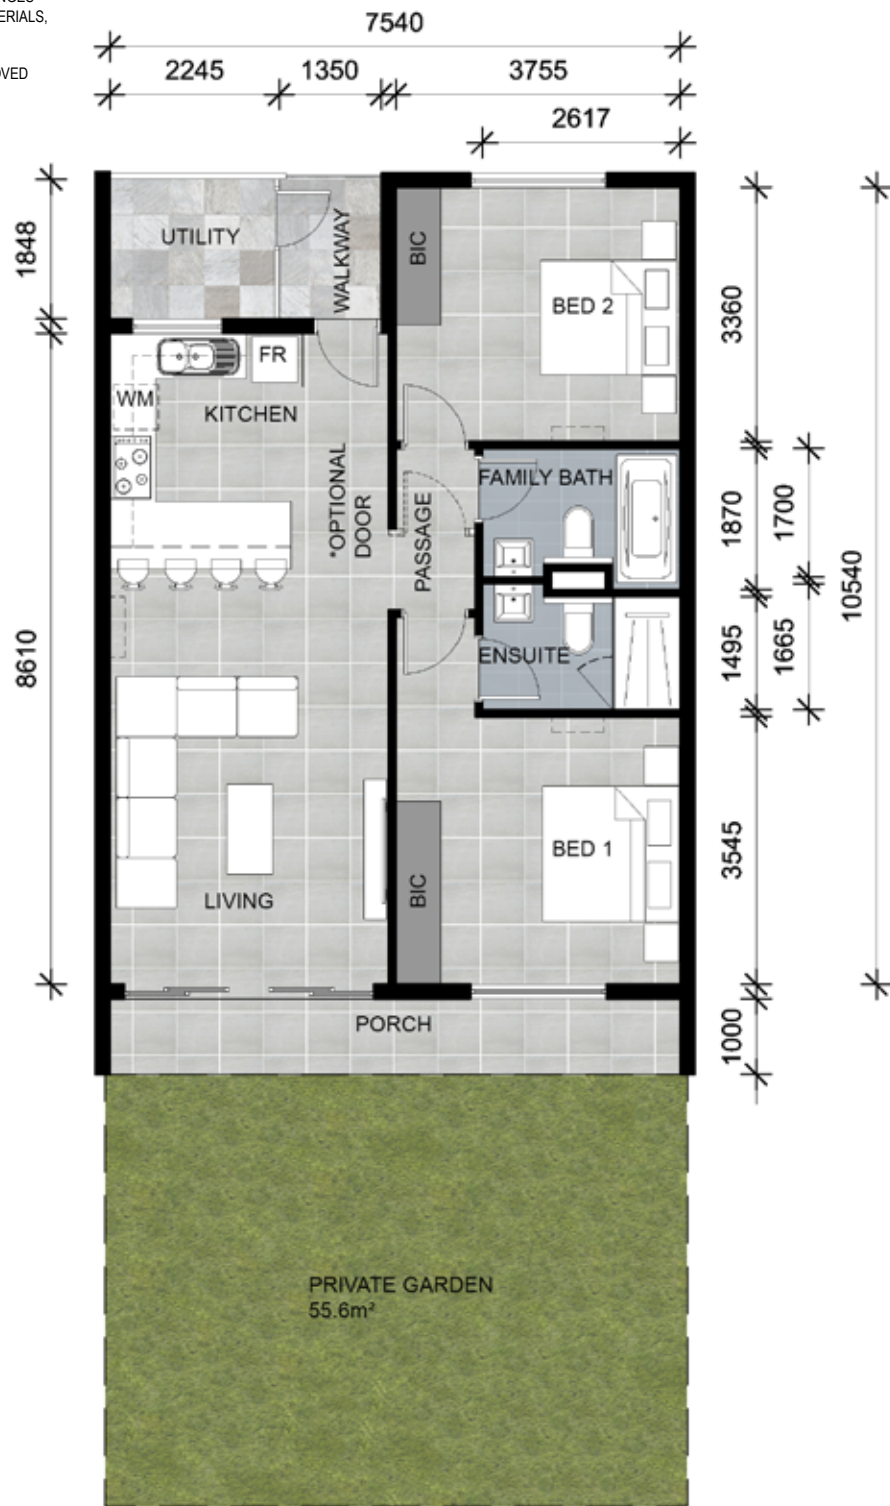 ERIALS,
7540
2245
1350
3755
2617
UTILITY
WALKWAY
BIC
BED 2
1848
3360
FR
WM
KITCHEN
*OPTIONAL
DOOR
PASSAGE
FAMILY BATH
1870
1700
10540
ENSUITE
1495
1665
8610
BED 1
BIC
LIVING
3545
PORCH
1000
PRIVATE GARDEN
55.6m²